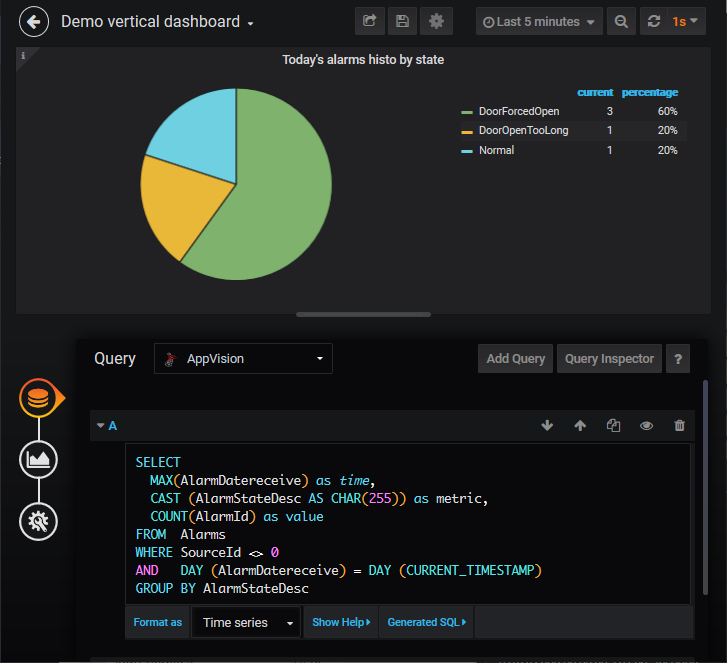 Demo vertical dashboard
Last 5 minutes
1s
i
Today's alarms histo by state
current percentage
DoorForcedOpen 3 60%
DoorOpenTooLong 1 20%
Normal 1 20%
Query
AppVision
Add Query
Query Inspector
?
A
SELECT
MAX(AlarmDatereceive) as time,
CAST (AlarmStateDesc AS CHAR(255)) as metric,
COUNT(AlarmId) as value
FROM Alarms
WHERE SourceId <> 0
AND DAY (AlarmDatereceive) = DAY (CURRENT_TIMESTAMP)
GROUP BY AlarmStateDesc
Format as
Time series
Show Help
Generated SQL